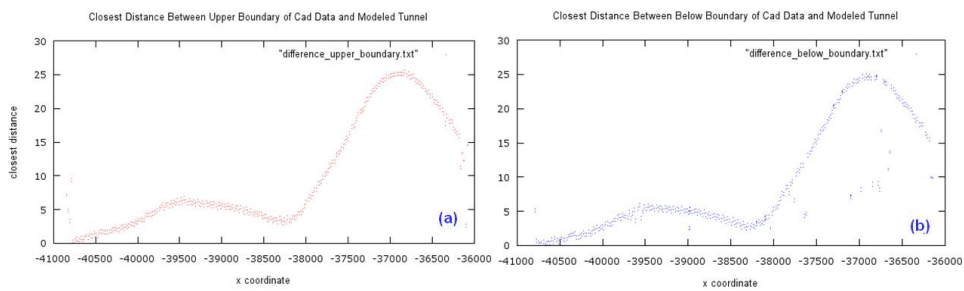 Closest Distance Between Upper Boundary of Cad Data and Modeled Tunnel
30
25
20
15
10
5
0
closest distance
"difference_upper_boundary.txt"
(a)
-41000 -40500 -40000 -39500 -39000 -38500 -38000 -37500 -37000 -36500 -36000
x coordinate
Closest Distance Between Below Boundary of Cad Data and Modeled Tunnel
30
25
20
15
10
5
0
"difference_below_boundary.txt"
(b)
-41000 -40500 -40000 -39500 -39000 -38500 -38000 -37500 -37000 -36500 -36000
x coordinate